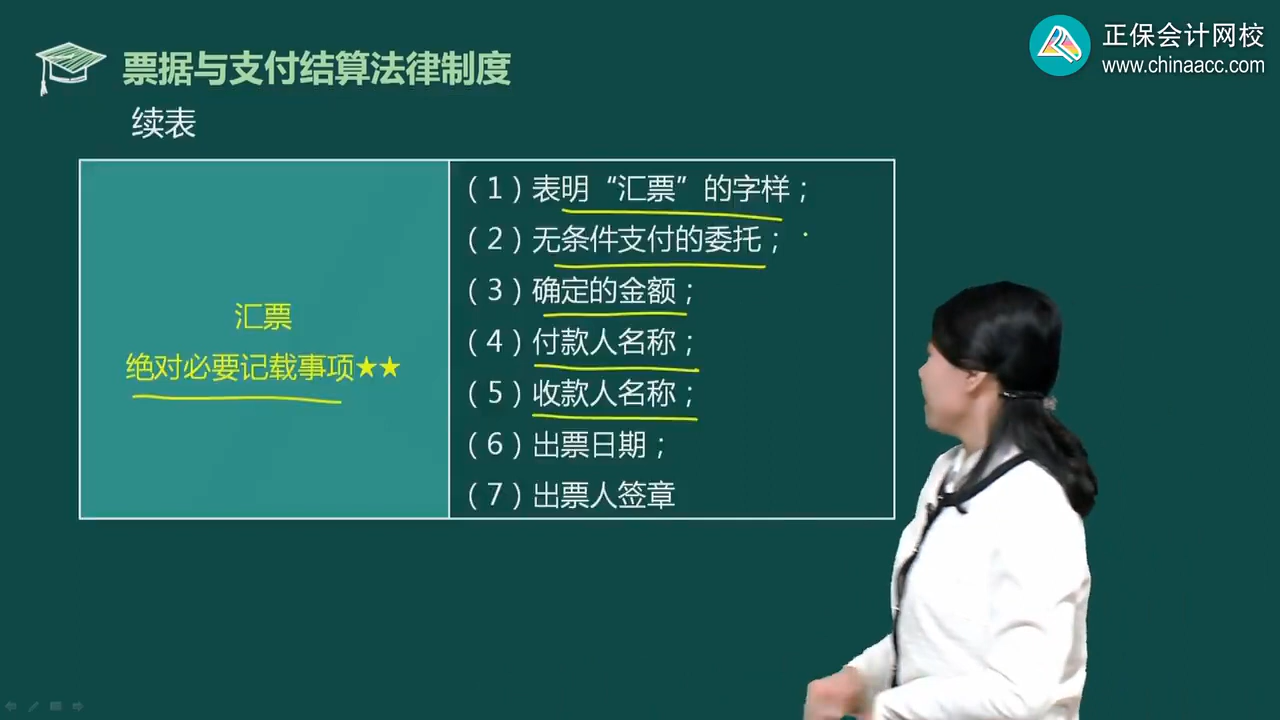 正保会计网校
www.chinaacc.com
票据与支付结算法律制度
续表
汇票
绝对必要记载事项★★
（1）表明“汇票”的字样；
（2）无条件支付的委托；
（3）确定的金额；
（4）付款人名称；
（5）收款人名称；
（6）出票日期；
（7）出票人签章